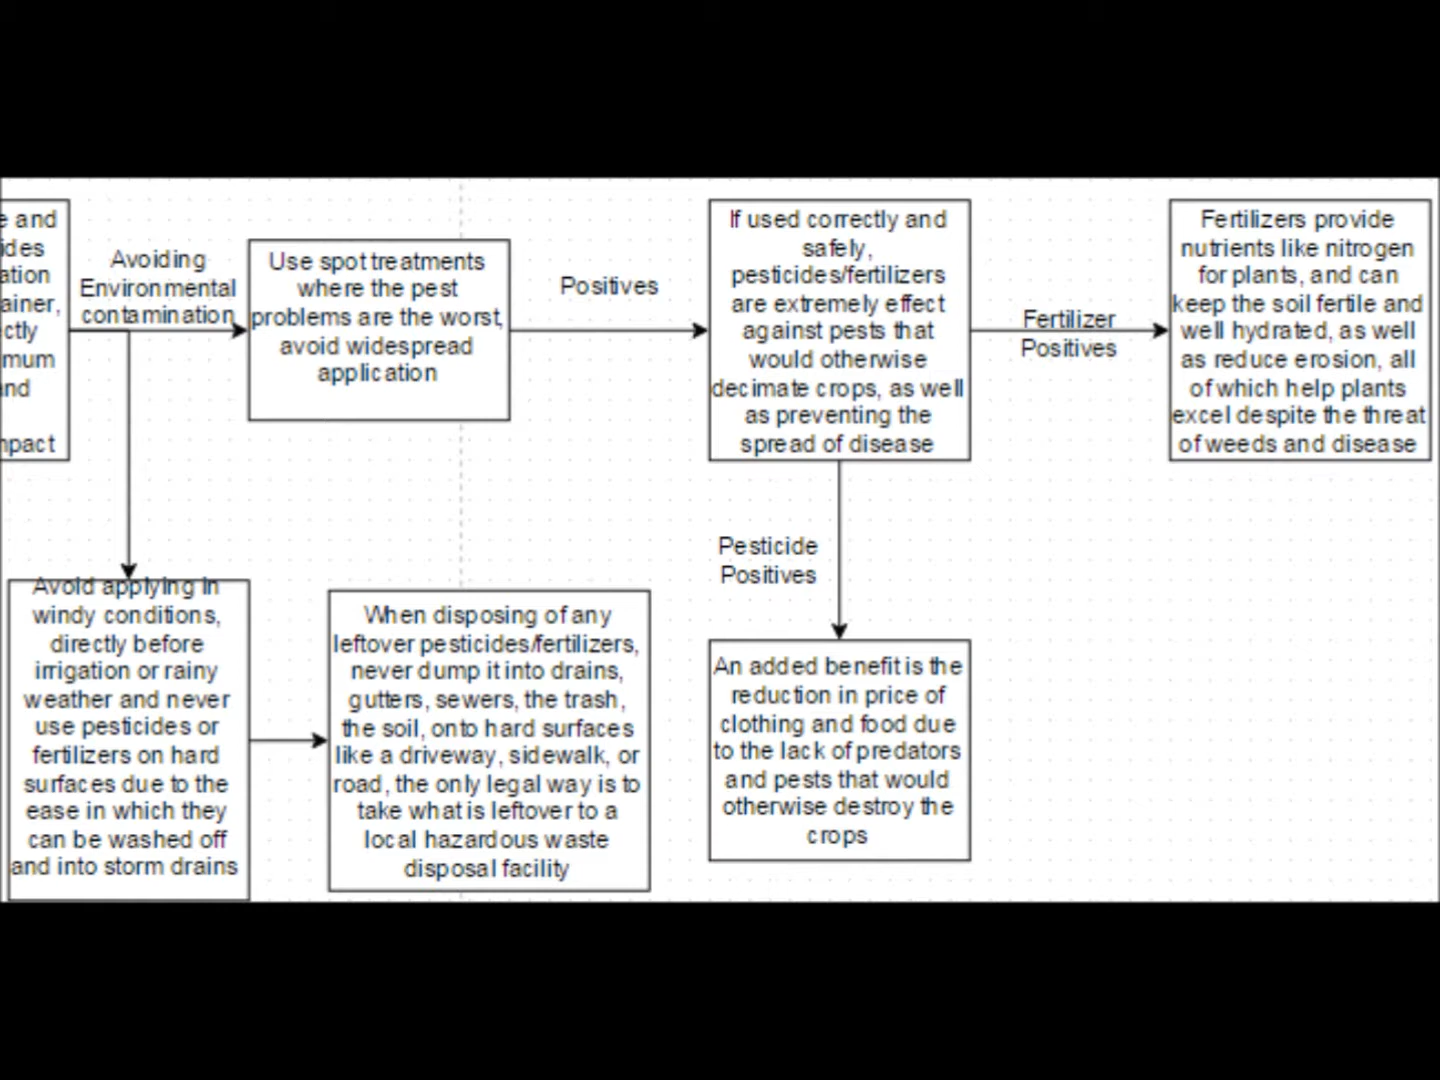 e and
ides
ation
ainer,
ctly
mum
and
npact
Avoiding
Environmental
contamination
Use spot treatments
where the pest
problems are the worst,
avoid widespread
application
Positives
If used correctly and
safely,
pesticides/fertilizers
are extremely effect
against pests that
would otherwise
decimate crops, as well
as preventing the
spread of disease
Fertilizer
Positives
Fertilizers provide
nutrients like nitrogen
for plants, and can
keep the soil fertile and
well hydrated, as well
as reduce erosion, all
of which help plants
excel despite the threat
of weeds and disease
Pesticide
Positives
Avoid applying in
windy conditions,
directly before
irrigation or rainy
weather and never
use pesticides or
fertilizers on hard
surfaces due to the
ease in which they
can be washed off
and into storm drains
When disposing of any
leftover pesticides/fertilizers,
never dump it into drains,
gutters, sewers, the trash,
the soil, onto hard surfaces
like a driveway, sidewalk, or
road, the only legal way is to
take what is leftover to a
local hazardous waste
disposal facility
An added benefit is the
reduction in price of
clothing and food due
to the lack of predators
and pests that would
otherwise destroy the
crops